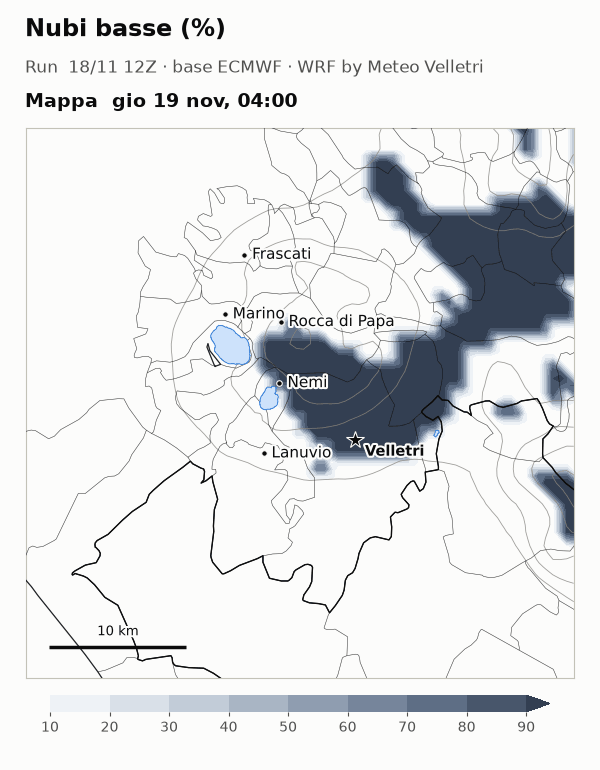 Nubi basse (%)
Run  18/11 12Z · base ECMWF · WRF by Meteo Velletri
Mappa  gio 19 nov, 04:00
Frascati
Marino
Rocca di Papa
Nemi
Velletri
Lanuvio
10 km
10 20 30 40 50 60 70 80 90